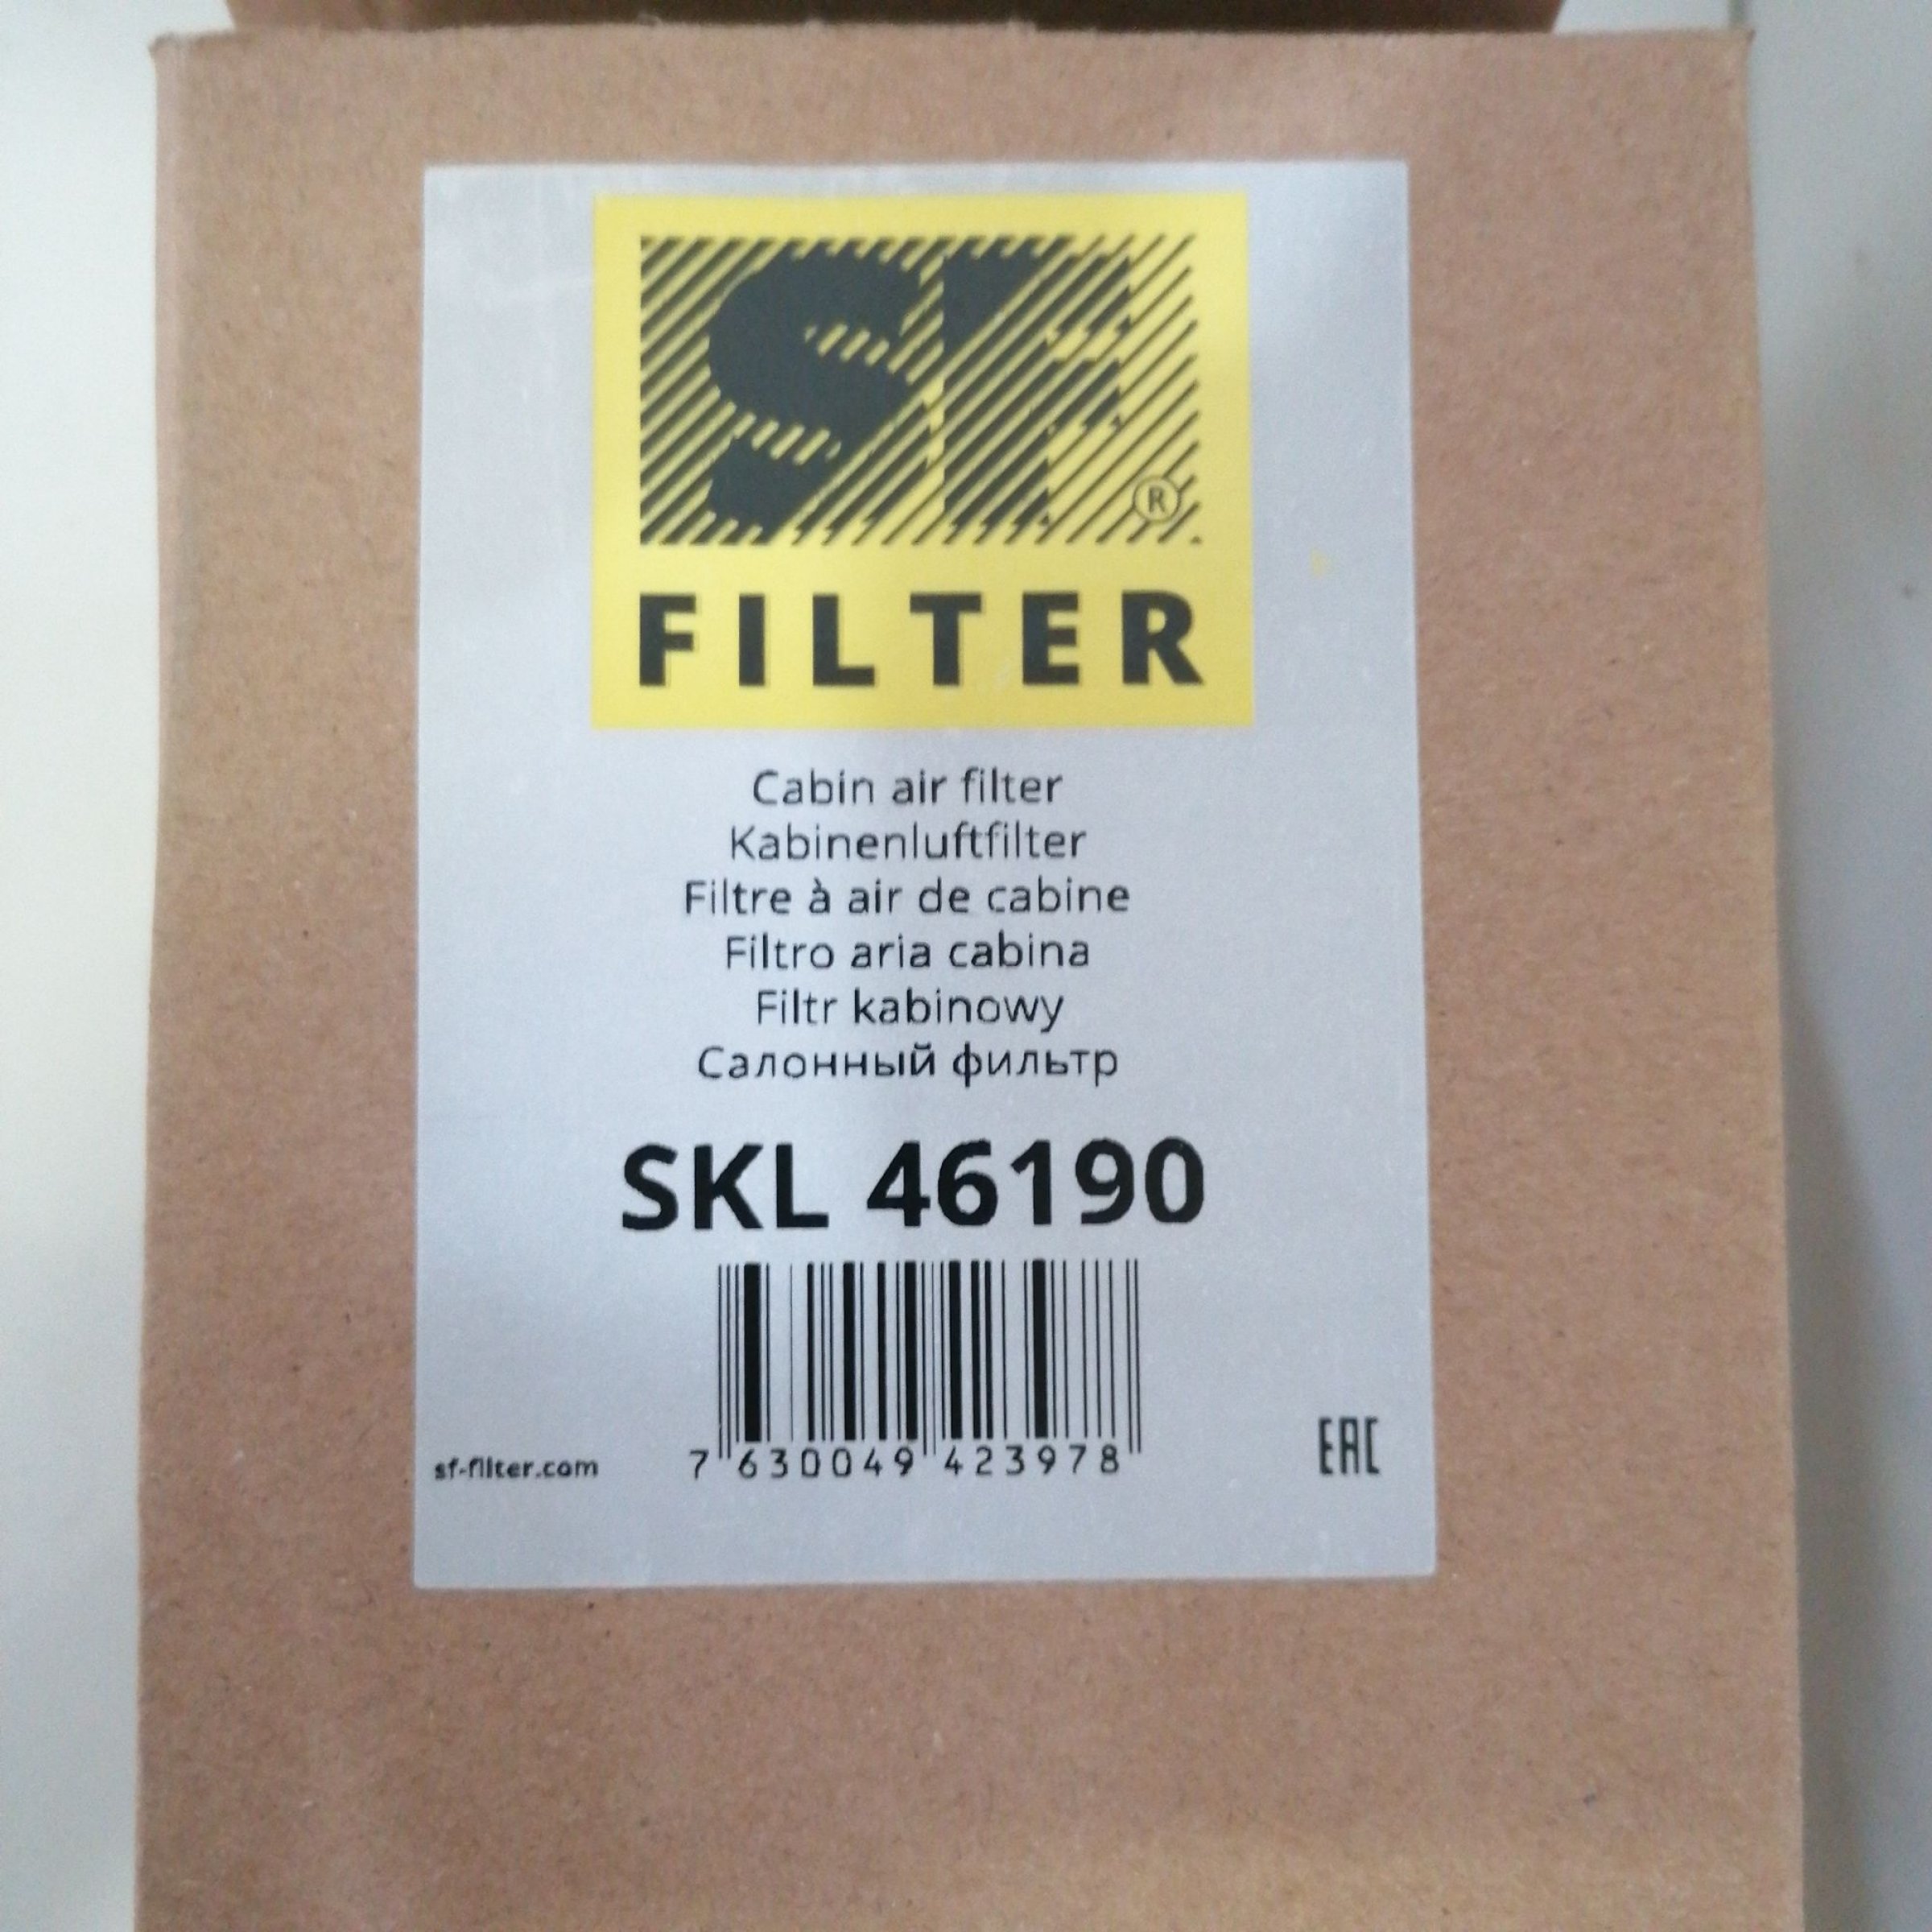 SF
®
FILTER
Cabin air filter
Kabinenluftfilter
Filtre à air de cabine
Filtro aria cabina
Filtr kabinowy
Салонный фильтр
SKL 46190
7 630049 423978
sf-filter.com
EAC